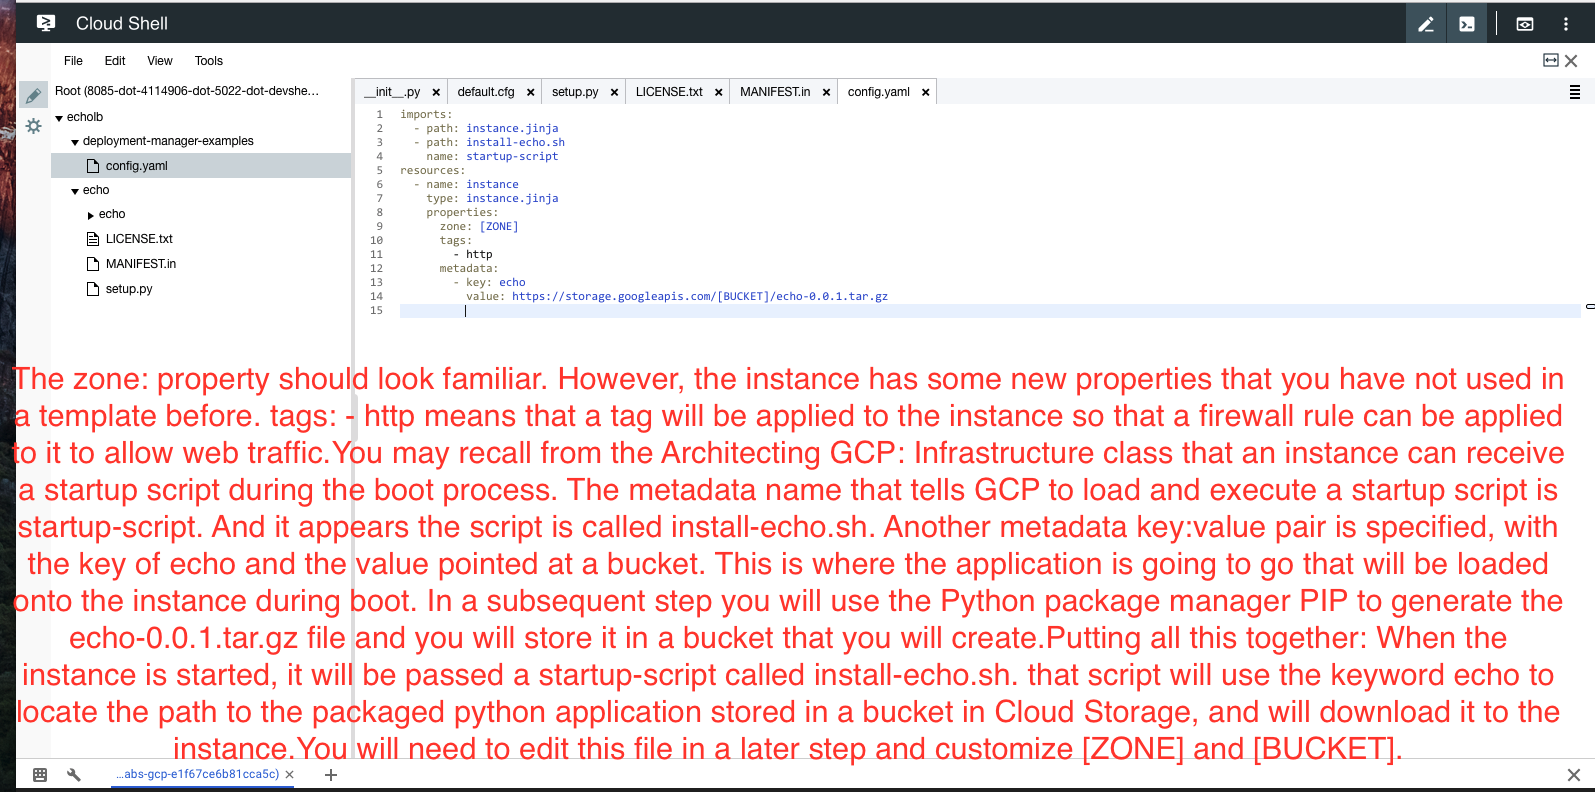 Cloud Shell
File Edit View Tools
Root (8085-dot-4114906-dot-5022-dot-devshe...
echolb
deployment-manager-examples
config.yaml
echo
echo
LICENSE.txt
MANIFEST.in
setup.py
__init__.py × default.cfg × setup.py × LICENSE.txt × MANIFEST.in × config.yaml ×
1 imports:
2 - path: instance.jinja
3 - path: install-echo.sh
4 name: startup-script
5 resources:
6 - name: instance
7 type: instance.jinja
8 properties:
9 zone: [ZONE]
10 tags:
11 - http
12 metadata:
13 - key: echo
14 value: https://storage.googleapis.com/[BUCKET]/echo-0.0.1.tar.gz
15
The zone: property should look familiar. However, the instance has some new properties that you have not used in
a template before. tags: - http means that a tag will be applied to the instance so that a firewall rule can be applied
to it to allow web traffic.You may recall from the Architecting GCP: Infrastructure class that an instance can receive
a startup script during the boot process. The metadata name that tells GCP to load and execute a startup script is
startup-script. And it appears the script is called install-echo.sh. Another metadata key:value pair is specified, with
the key of echo and the value pointed at a bucket. This is where the application is going to go that will be loaded
onto the instance during boot. In a subsequent step you will use the Python package manager PIP to generate the
echo-0.0.1.tar.gz file and you will store it in a bucket that you will create.Putting all this together: When the
instance is started, it will be passed a startup-script called install-echo.sh. that script will use the keyword echo to
locate the path to the packaged python application stored in a bucket in Cloud Storage, and will download it to the
instance.You will need to edit this file in a later step and customize [ZONE] and [BUCKET].
...abs-gcp-e1f67ce6b81cca5c) × +